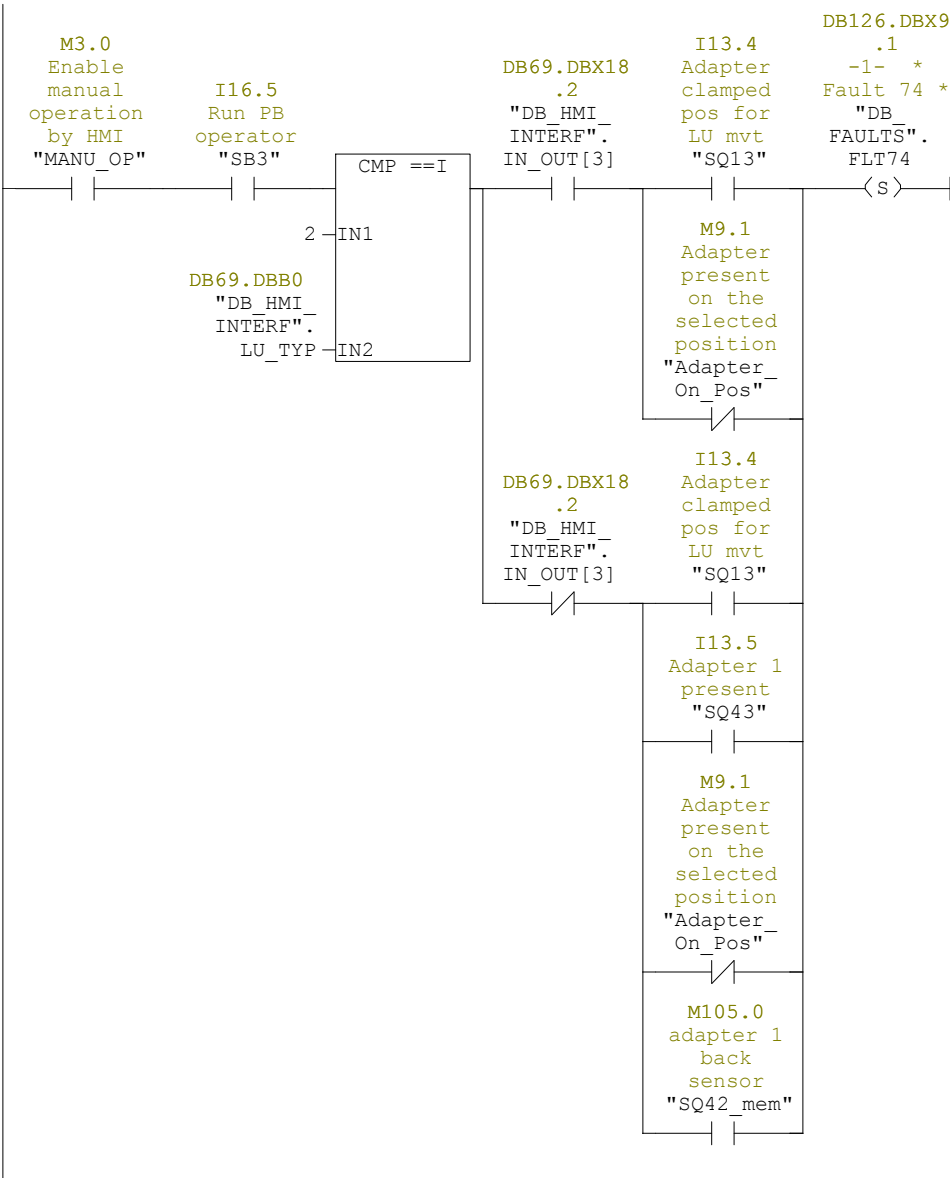 M3.0
Enable
manual
operation
by HMI
"MANU_OP"
I16.5
Run PB
operator
"SB3"
CMP ==I
2
IN1
DB69.DBB0
"DB_HMI_
INTERF".
LU_TYP
IN2
DB69.DBX18
.2
"DB_HMI_
INTERF".
IN_OUT[3]
I13.4
Adapter
clamped
pos for
LU mvt
"SQ13"
DB126.DBX9
.1
-1-  *
Fault 74 *
"DB_
FAULTS".
FLT74
S
M9.1
Adapter
present
on the
selected
position
"Adapter_
On_Pos"
DB69.DBX18
.2
"DB_HMI_
INTERF".
IN_OUT[3]
I13.4
Adapter
clamped
pos for
LU mvt
"SQ13"
I13.5
Adapter 1
present
"SQ43"
M9.1
Adapter
present
on the
selected
position
"Adapter_
On_Pos"
M105.0
adapter 1
back
sensor
"SQ42_mem"